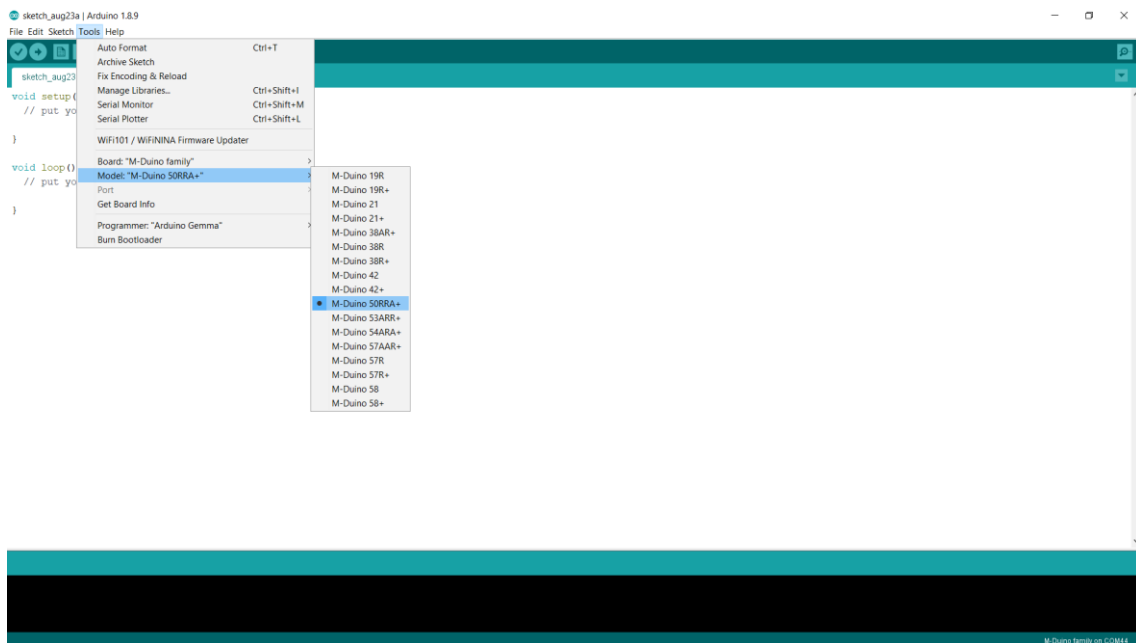 sketch_aug23a | Arduino 1.8.9
File Edit Sketch Tools Help
sketch_aug23
void setup(
// put yo
}
void loop()
// put yo
}
Auto Format Ctrl+T
Archive Sketch
Fix Encoding & Reload
Manage Libraries... Ctrl+Shift+I
Serial Monitor Ctrl+Shift+M
Serial Plotter Ctrl+Shift+L
WiFi101 / WiFiNINA Firmware Updater
Board: "M-Duino family"
Model: "M-Duino 50RRA+"
Port
Get Board Info
Programmer: "Arduino Gemma"
Burn Bootloader
M-Duino 19R
M-Duino 19R+
M-Duino 21
M-Duino 21+
M-Duino 38AR+
M-Duino 38R
M-Duino 38R+
M-Duino 42
M-Duino 42+
M-Duino 50RRA+
M-Duino 53ARR+
M-Duino 54ARA+
M-Duino 57AAR+
M-Duino 57R
M-Duino 57R+
M-Duino 58
M-Duino 58+
M-Duino family on COM44